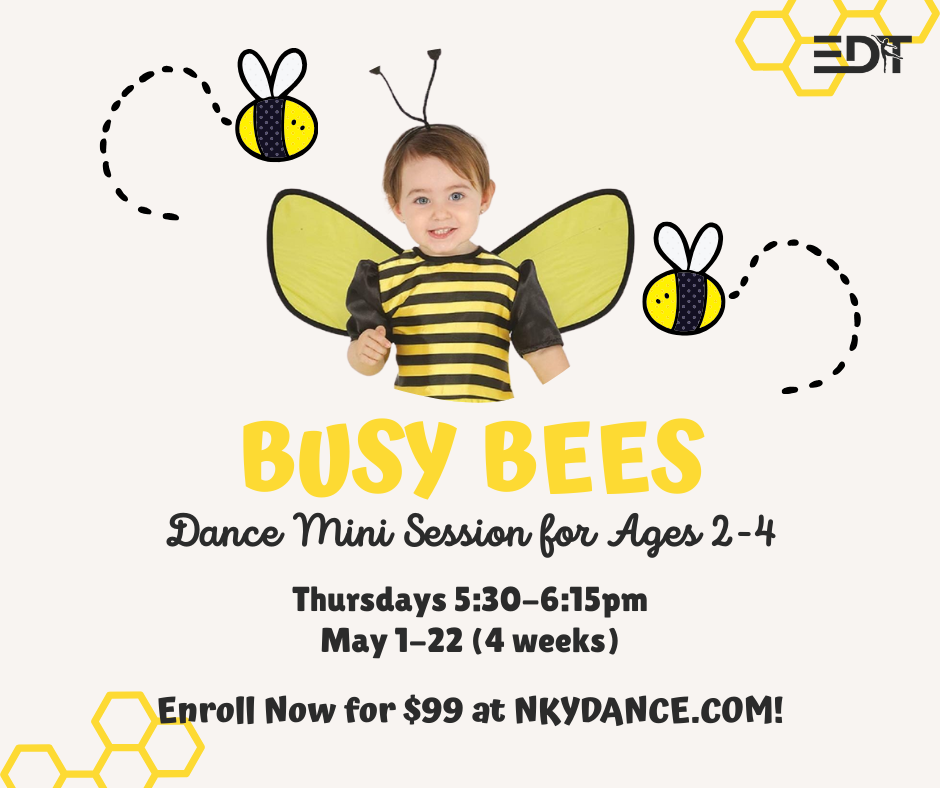 EDT
BUSY BEES
Dance Mini Session for Ages 2-4
Thursdays 5:30-6:15pm
May 1-22 (4 weeks)
Enroll Now for $99 at NKYDANCE.COM!